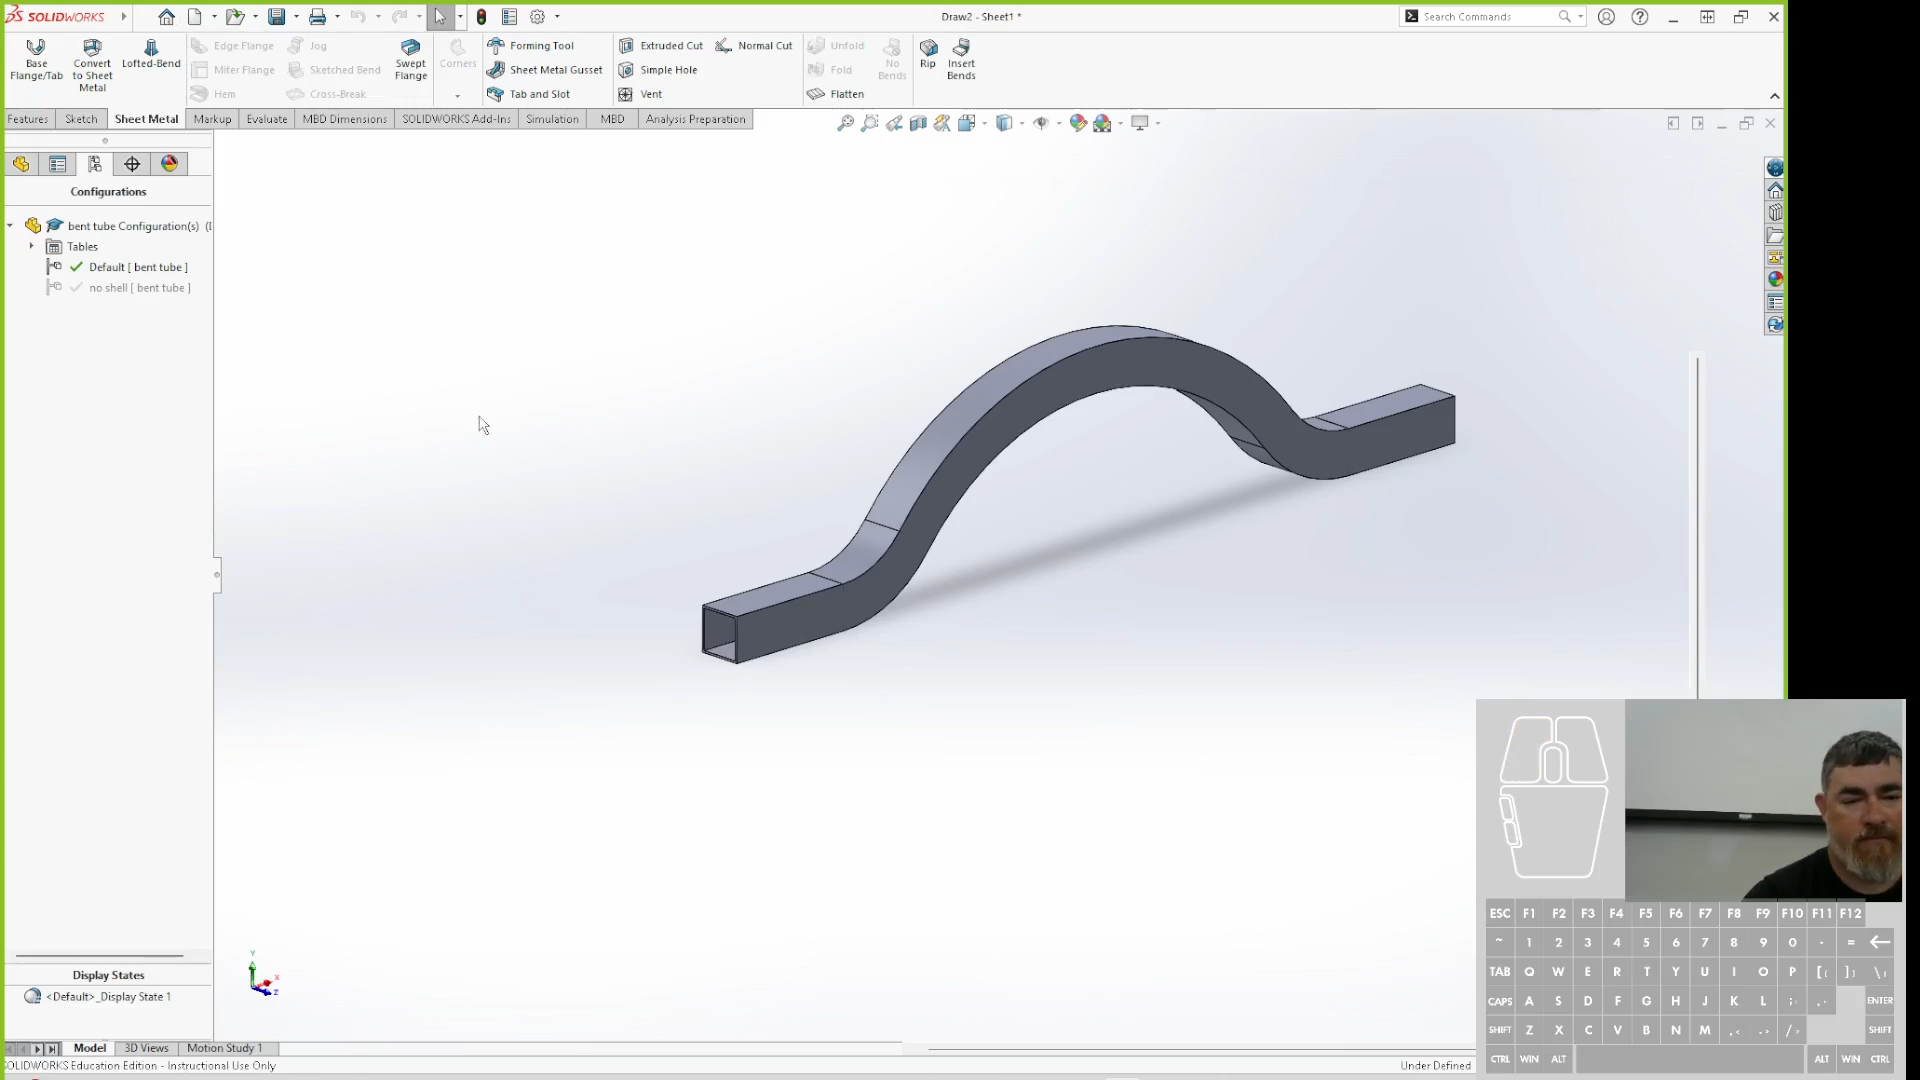 SOLIDWORKS
Draw2 - Sheet1 *
Search Commands
Base Flange/Tab
Convert to Sheet Metal
Lofted-Bend
Edge Flange
Miter Flange
Hem
Jog
Sketched Bend
Cross-Break
Swept Flange
Corners
Forming Tool
Sheet Metal Gusset
Tab and Slot
Extruded Cut
Simple Hole
Vent
Normal Cut
Unfold
Fold
Flatten
No Bends
Rip
Insert Bends
Features
Sketch
Sheet Metal
Markup
Evaluate
MBD Dimensions
SOLIDWORKS Add-Ins
Simulation
MBD
Analysis Preparation
Configurations
bent tube Configuration(s)
Tables
Default [ bent tube ]
no shell [ bent tube ]
Y
X
Z
Display States
<Default>_Display State 1
Model
3D Views
Motion Study 1
SOLIDWORKS Education Edition - Instructional Use Only
Under Defined
ESC F1 F2 F3 F4 F5 F6 F7 F8 F9 F10 F11 F12
~ 1 2 3 4 5 6 7 8 9 0 - =
TAB Q W E R T Y U I O P [ ] \
CAPS A S D F G H J K L ; ENTER
SHIFT Z X C V B N M / SHIFT
CTRL WIN ALT ALT WIN CTRL